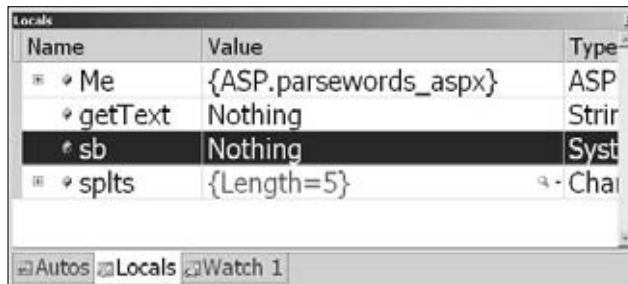 Locals
Name Value Type
Me {ASP.parsewords_aspx} ASP
getText Nothing Strin
sb Nothing Syst
splts {Length=5} Char
Autos Locals Watch 1